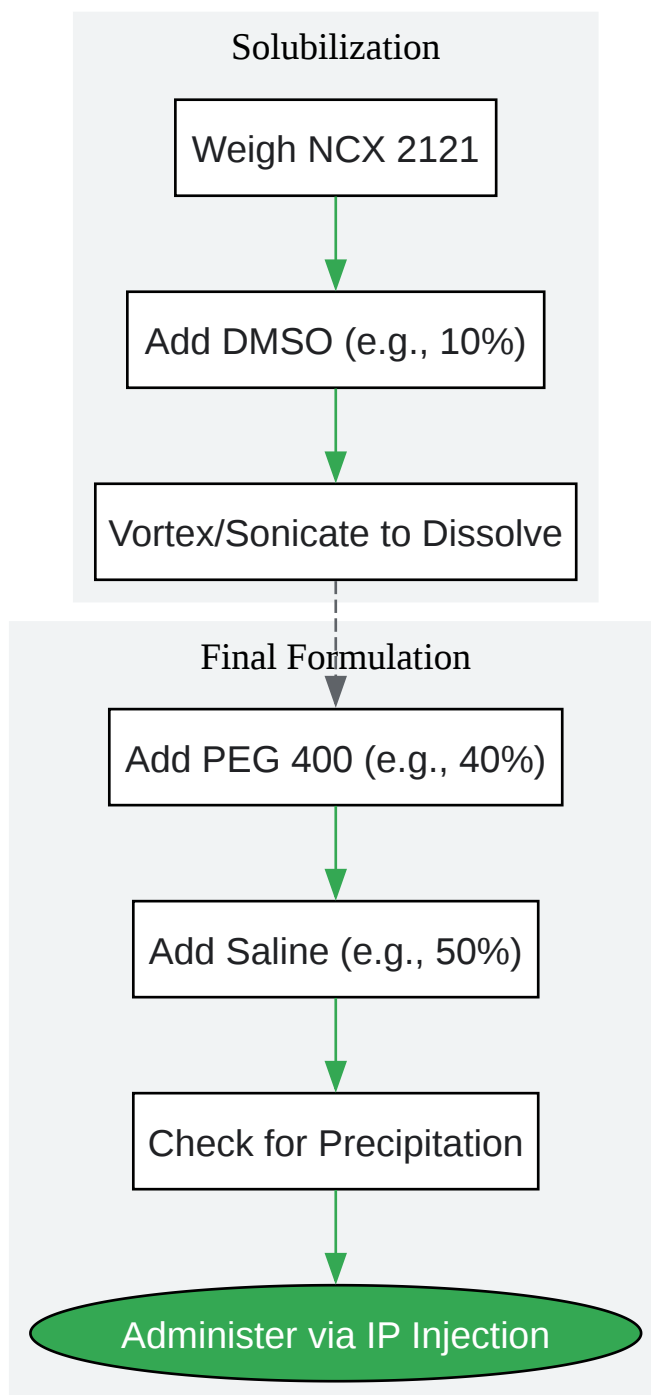 Solubilization
Weigh NCX 2121
Add DMSO (e.g., 10%)
Vortex/Sonicate to Dissolve
Final Formulation
Add PEG 400 (e.g., 40%)
Add Saline (e.g., 50%)
Check for Precipitation
Administer via IP Injection